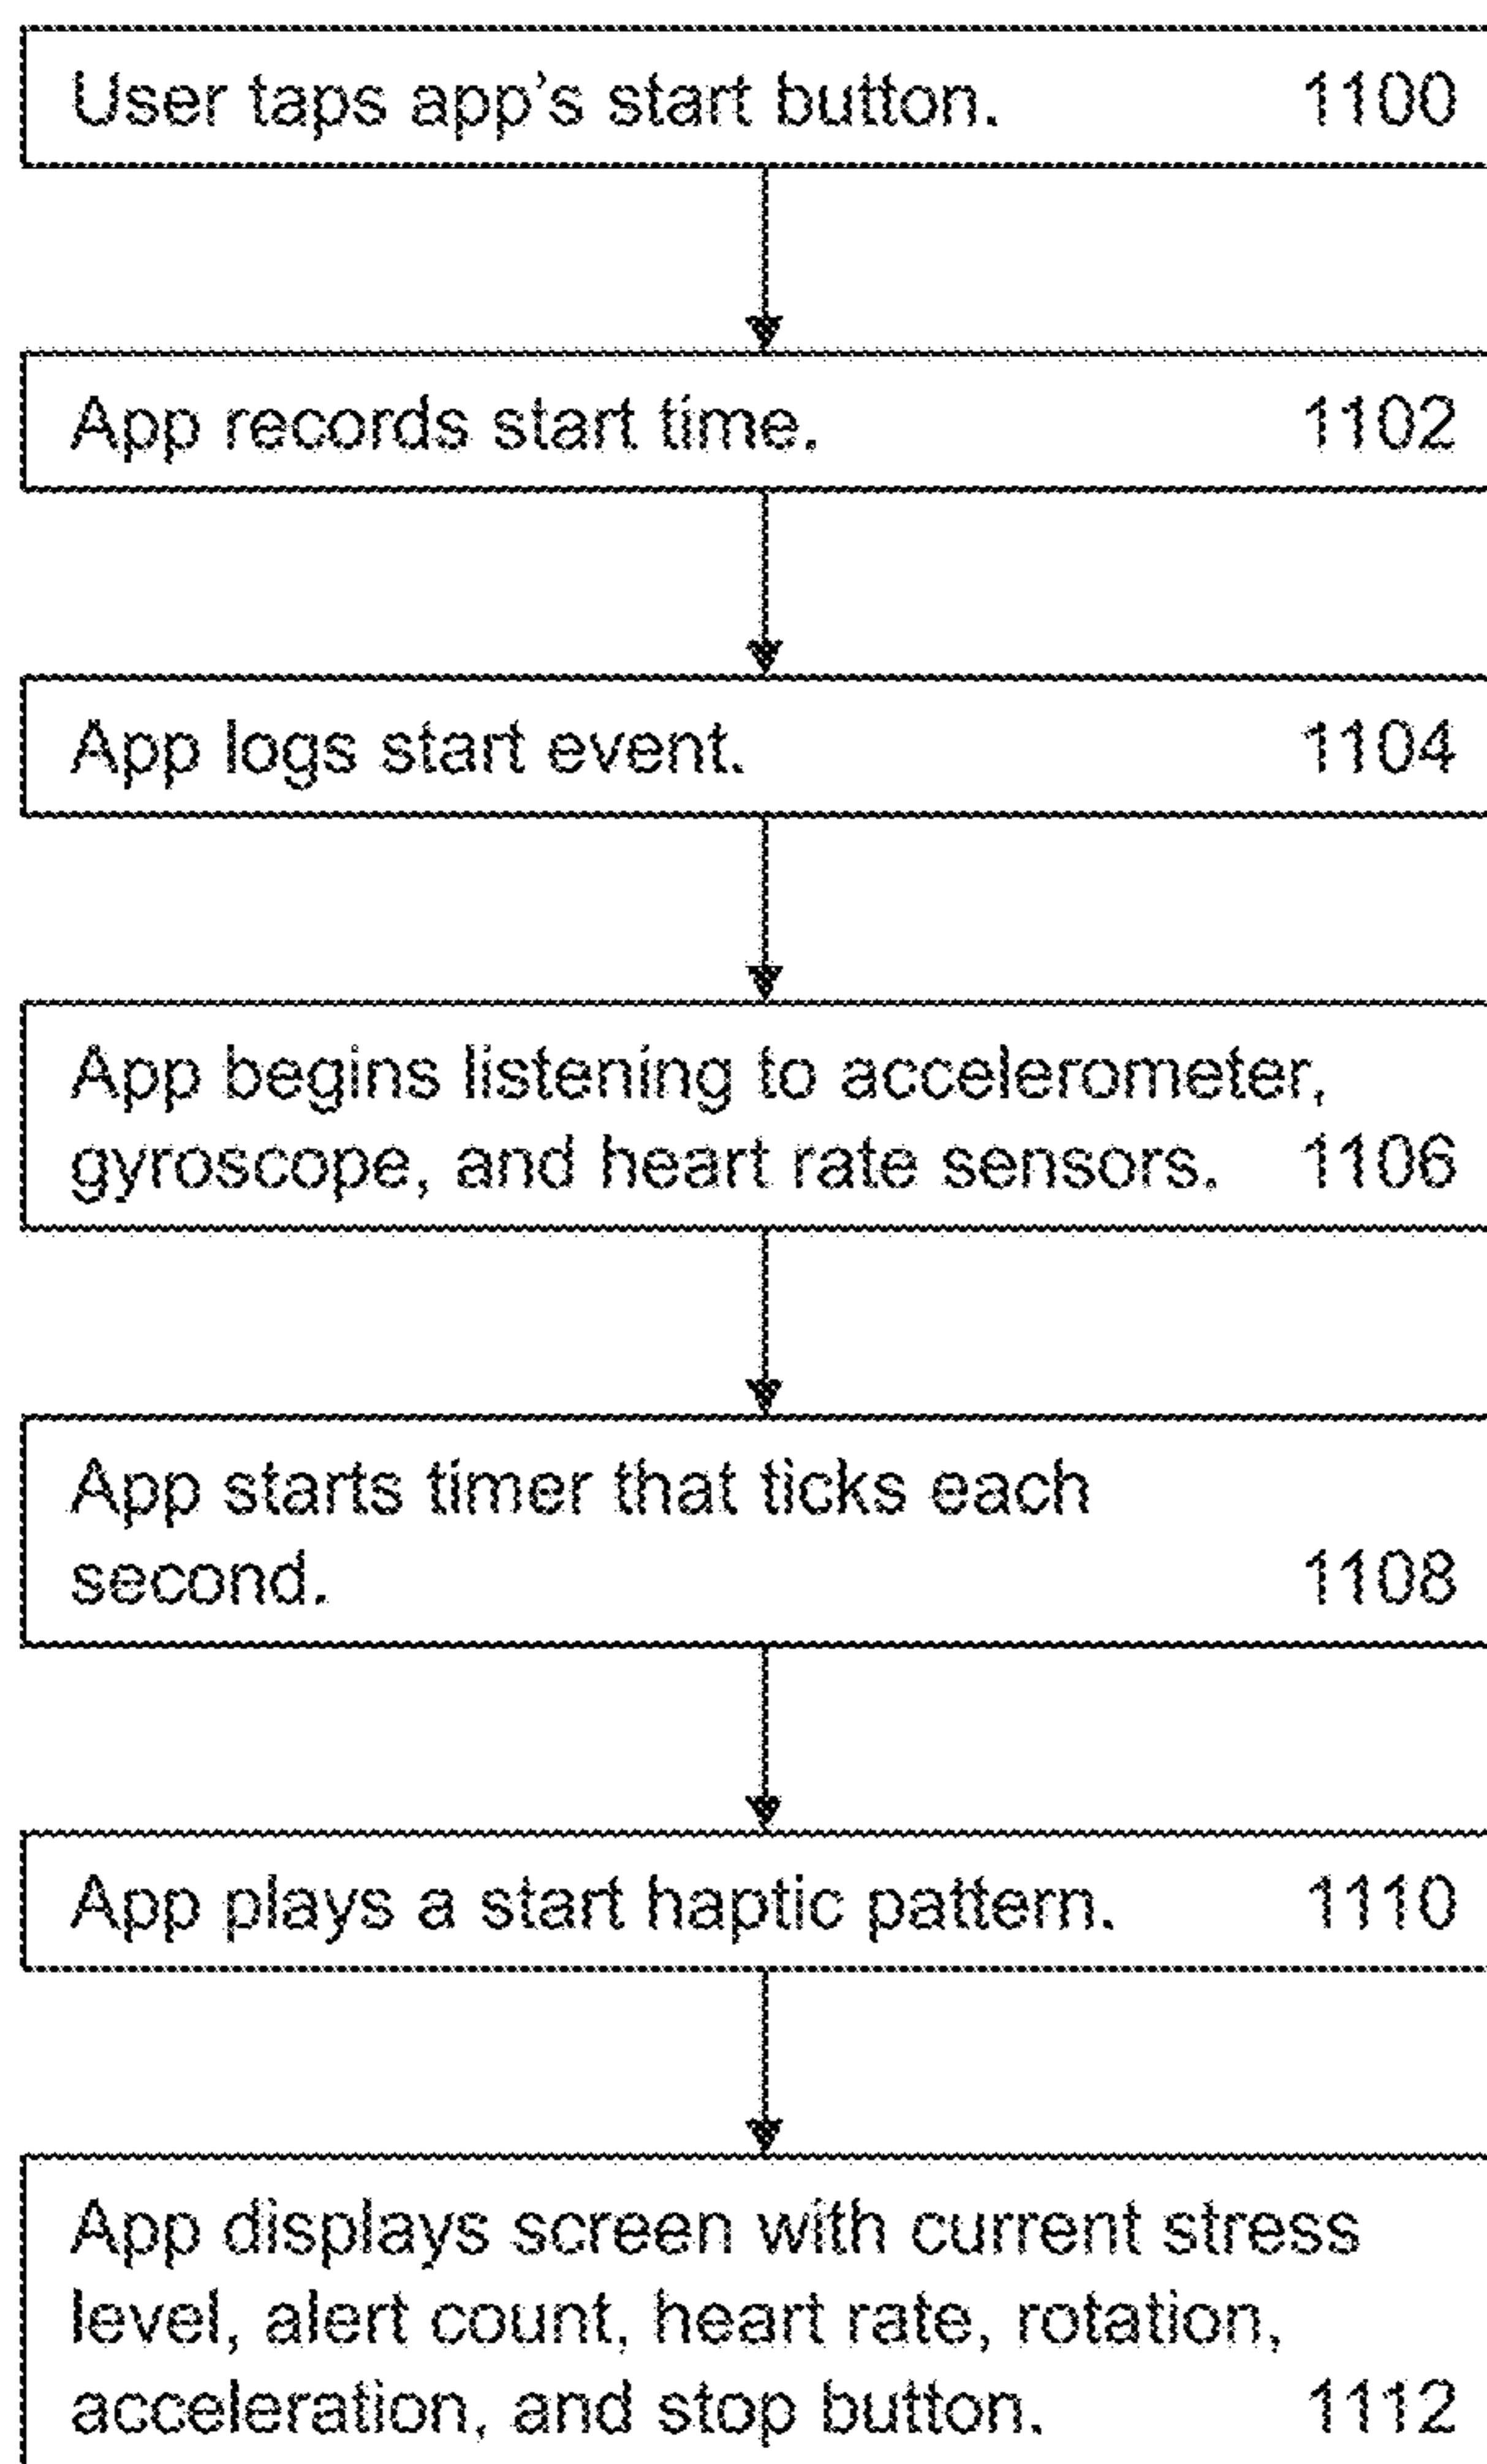 User taps app's start button. 1100
App records start time. 1102
App logs start event. 1104
App begins listening to accelerometer,
gyroscope, and heart rate sensors. 1106
App starts timer that ticks each
second. 1108
App plays a start haptic pattern. 1110
App displays screen with current stress
level, alert count, heart rate, rotation,
acceleration, and stop button. 1112